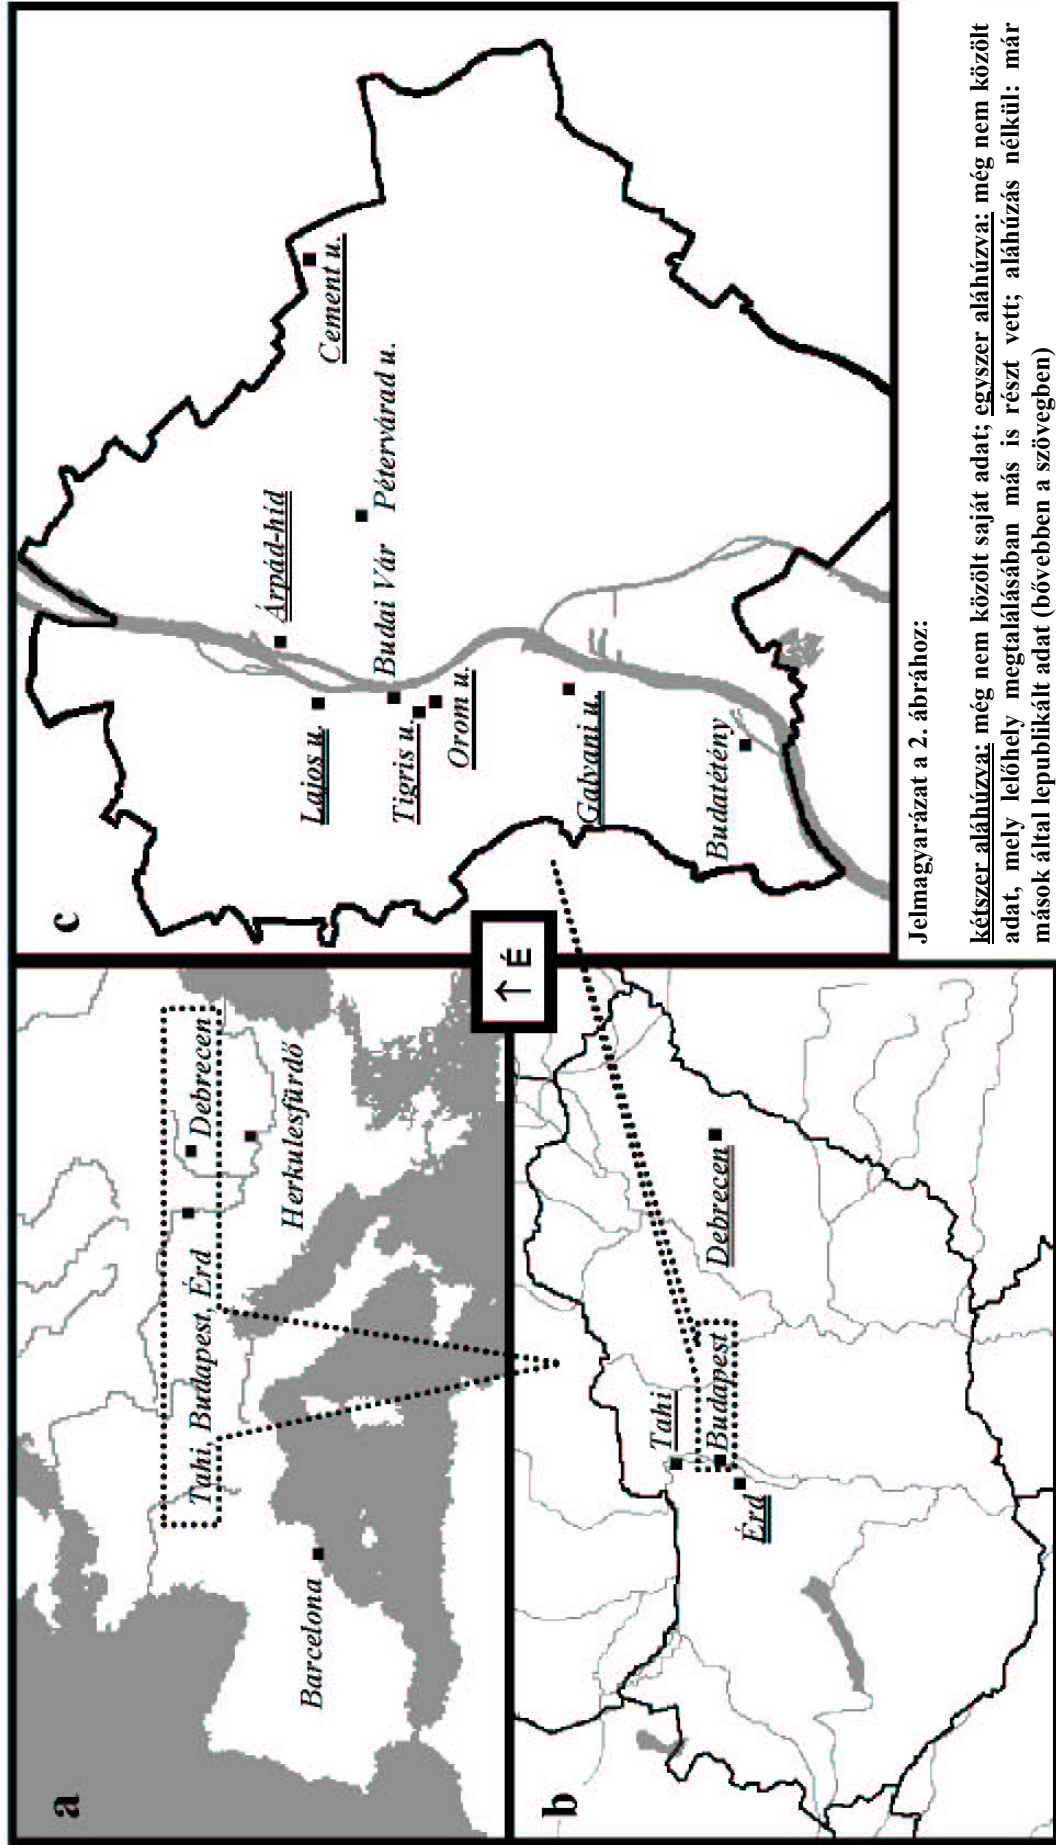 a
Tahi, Budapest, Érd
Debrecen
Herkulesfürdő
Barcelona
b
Tahi
Budapest
Érd
Debrecen
↑ É
c
Árpád-híd
Cement u.
Lajos u.
Pétervárad u.
Budai Vár
Tigris u.
Orom u.
Galvani u.
Budatétény
Jelmagyarázat a 2. ábrához:
kétszer aláhúzva: még nem közölt saját adat; egyszer aláhúzva: még nem közölt
adat, mely lelőhely megtalálásában más is részt vett; aláhúzás nélkül: már
mások által lepublikált adat (bővebben a szövegben)